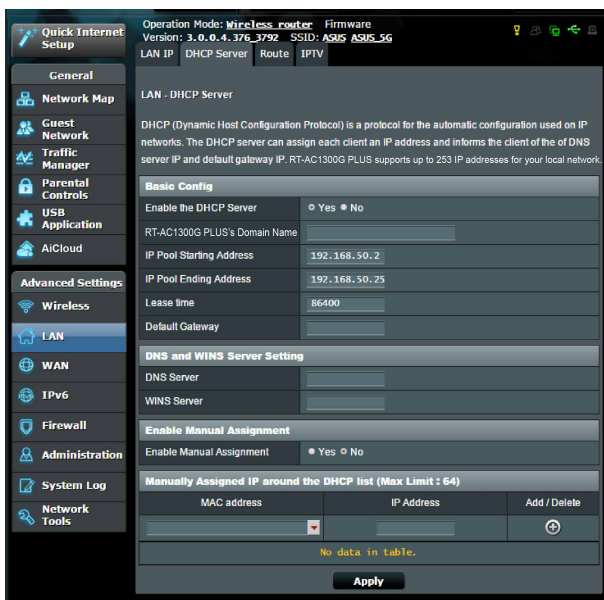 Quick Internet
Setup
Operation Mode: Wireless router Firmware
Version: 3.0.0.4.376_3792 SSID: ASUS ASUS_5G
LAN IP DHCP Server Route IPTV
General
Network Map
Guest
Network
Traffic
Manager
Parental
Controls
USB
Application
AiCloud
Advanced Settings
Wireless
LAN
WAN
IPv6
Firewall
Administration
System Log
Network
Tools
LAN - DHCP Server
DHCP (Dynamic Host Configuration Protocol) is a protocol for the automatic configuration used on IP
networks. The DHCP server can assign each client an IP address and informs the client of the of DNS
server IP and default gateway IP. RT-AC1300G PLUS supports up to 253 IP addresses for your local network.
Basic Config
Enable the DHCP Server Yes No
RT-AC1300G PLUS's Domain Name
IP Pool Starting Address 192.168.50.2
IP Pool Ending Address 192.168.50.25
Lease time 86400
Default Gateway
DNS and WINS Server Setting
DNS Server
WINS Server
Enable Manual Assignment
Enable Manual Assignment Yes No
Manually Assigned IP around the DHCP list (Max Limit : 64)
MAC address IP Address Add / Delete
No data in table.
Apply